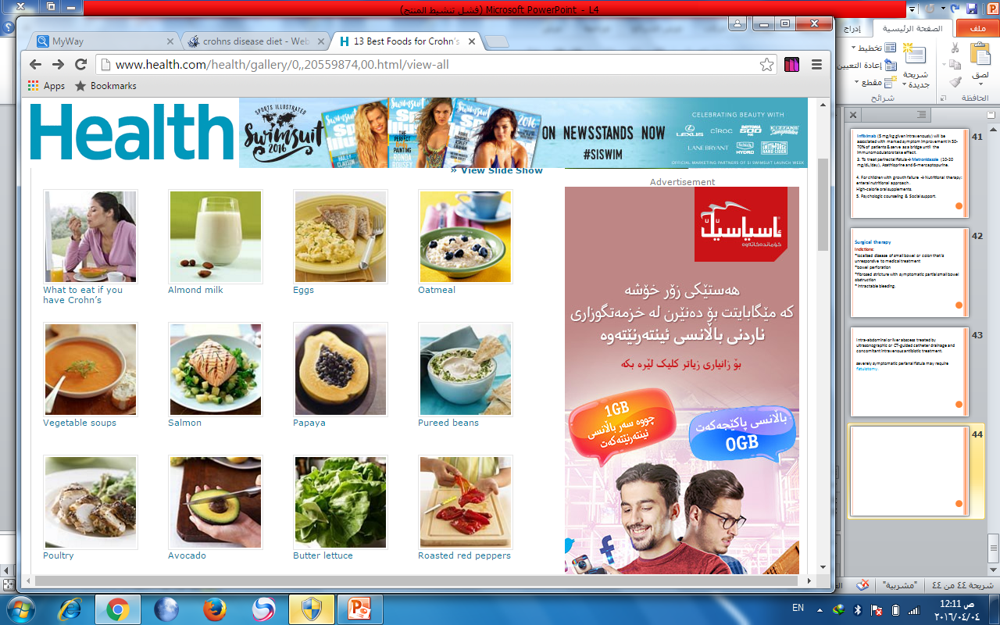 Microsoft PowerPoint - L4 (فشل تنشيط المنتج)
MyWay
crohns disease diet - Web
13 Best Foods for Crohn's
www.health.com/health/gallery/0,,20559874,00.html/view-all
Apps
Bookmarks
Health
SPORTS ILLUSTRATED
Swimsuit
2016
ON NEWSSTANDS NOW
#SISWIM
CELEBRATING BEAUTY WITH
LEXUS
CIROC
DAYTONA 500
LANE BRYANT
Schick HYDRO
OFFICIAL MARKETING PARTNERS OF SI SWIMSUIT LAUNCH WEEK
» View Slide Show
What to eat if you
have Crohn's
Almond milk
Eggs
Oatmeal
Vegetable soups
Salmon
Papaya
Pureed beans
Poultry
Avocado
Butter lettuce
Roasted red peppers
Advertisement
ئاسیاسێڵ
هەستێکی زۆر خۆشە
کە مێگابایتت بۆ دەنێرن لە خزمەتگوزاری
ناردنی باڵانسی ئینتەرنێتەوە
بۆ زانیاری زیاتر کلیک لێرە بکە
1GB
چووە سەر باڵانسی
ئینتەرنێتەکەت
باڵانسی پاکێجەکەت
0GB
ملف
الصفحة الرئيسية
إدراج
لصق
الحافظة
شريحة
جديدة
تخطيط
إعادة التعيين
مقطع
شرائح
41
Infliximab (5 mg/kg given intravenously) will be
associated with marked symptom improvement in 50-
70% of patients & serve as a bridge until the
immunomodulators take effect.
3. To treat perirectal fistula→ Metronidazole (10-20
mg/d,/day), Azathioprine and 6-mercaptopurine.
4. For children with growth failure → Nutritional therapy:
enteral nutritional approach.
High-calorie oral supplements
5. Psychologic counseling & Social support.
42
Surgical therapy
Indictions:
*localized disease of small bowel or colon that is
unresponsive to medical treatment
*bowel perforation
*fibrosed stricture with symptomatic partial small bowel
obstruction
* intractable bleeding.
43
Intra-abdominal or liver abscess treated by
ultrasonographic or CT-guided catheter drainage and
concomitant intravenous antibiotic treatment.
severely symptomatic perianal fistula may require
fistulotomy
44
شريحة ٤٤ من ٤٤
"مشربية"
EN
12:11 ص
٢٠١٦/٠٤/٠٤